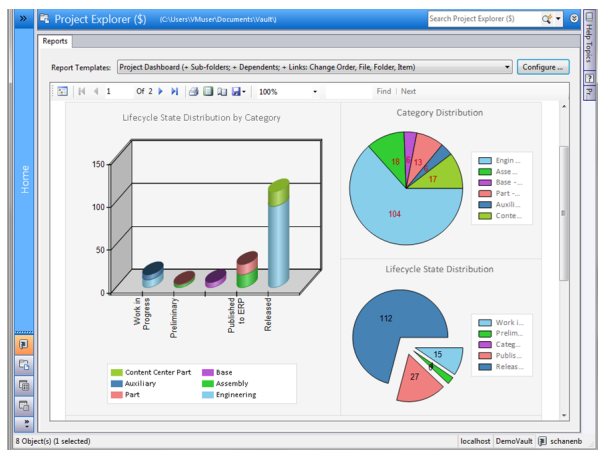 Project Explorer ($) (C:\Users\VMuser\Documents\Vault\)
Search Project Explorer ($)
Reports
Report Templates: Project Dashboard (+ Sub-folders; + Dependents; + Links: Change Order, File, Folder, Item) Configure ...
1 Of 2 100% Find | Next
Home
Help Topics
Pr.
Lifecycle State Distribution by Category
150
100
50
0
Work in Progress
Preliminary
Published to ERP
Released
Content Center Part
Base
Auxiliary
Assembly
Part
Engineering
Category Distribution
18
13
17
104
Engin...
Asse...
Base -...
Part -...
Auxili...
Conte...
Lifecycle State Distribution
112
15
27
Work i...
Prelim...
Categ...
Publis...
Releas...
8 Object(s) (1 selected)
localhost DemoVault schanenb